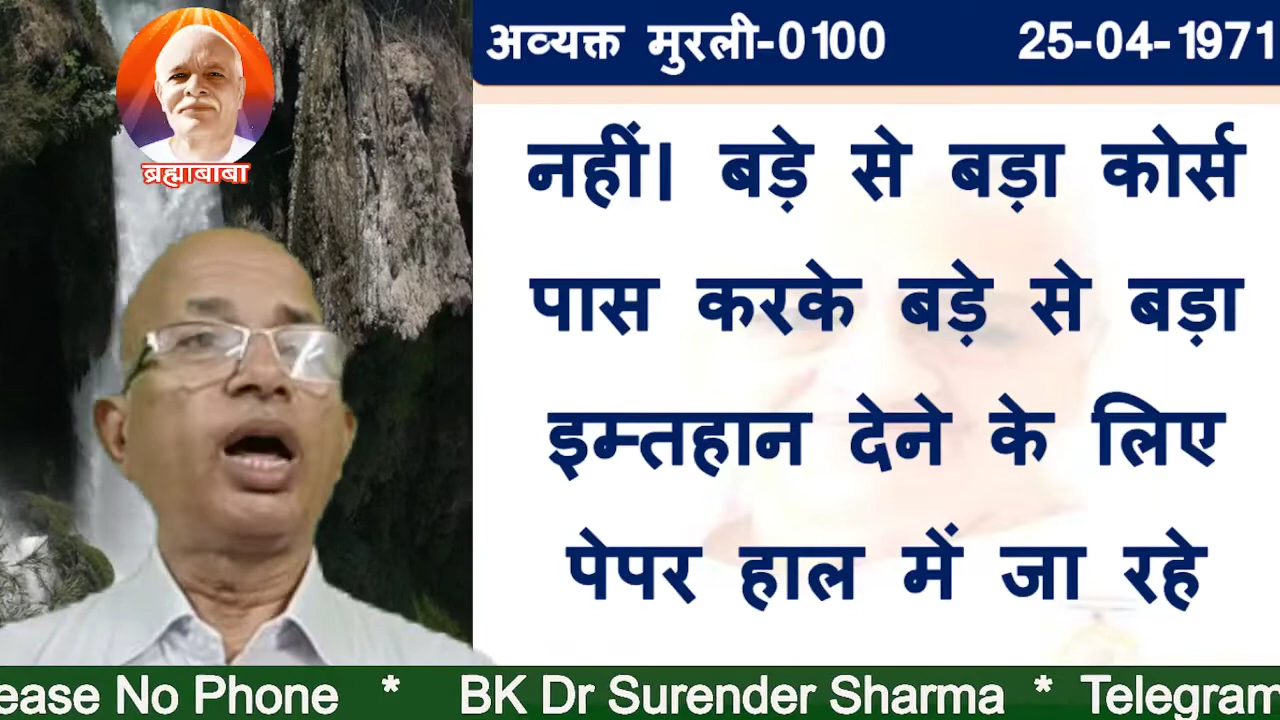 अव्यक्त मुरली-0100 25-04-1971
ब्रह्माबाबा
नहीं। बड़े से बड़ा कोर्स
पास करके बड़े से बड़ा
इम्तहान देने के लिए
पेपर हाल में जा रहे
ease No Phone * BK Dr Surender Sharma * Telegram